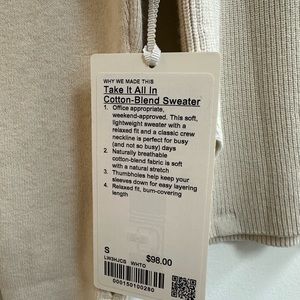 WHY WE MADE THIS
Take It All In
Cotton-Blend Sweater
1. Office appropriate,
weekend-approved. This soft,
lightweight sweater with a
relaxed fit and a classic crew
neckline is perfect for busy
(and not so busy) days
2. Naturally breathable
cotton-blend fabric is soft
with a natural stretch
3. Thumbholes help keep your
sleeves down for easy layering
4. Relaxed fit, bum-covering
length
S $98.00
LW3HJCS WHTO
000150100280